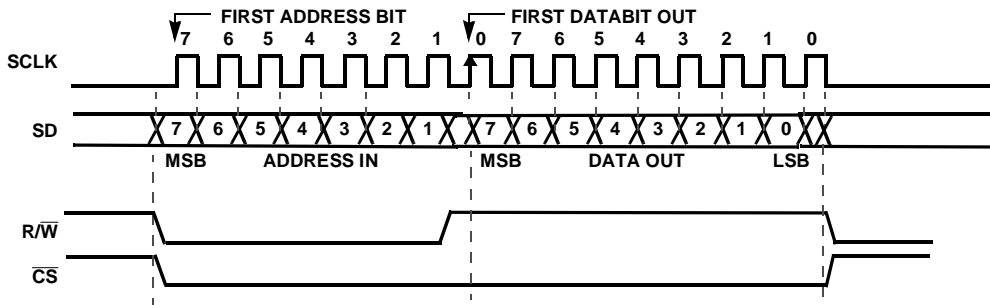 FIRST ADDRESS BIT FIRST DATABIT OUT
7 6 5 4 3 2 1 0 7 6 5 4 3 2 1 0
SCLK
SD 7 6 5 4 3 2 1 7 6 5 4 3 2 1 0
MSB ADDRESS IN MSB DATA OUT LSB
R/W̅
C̅S̅